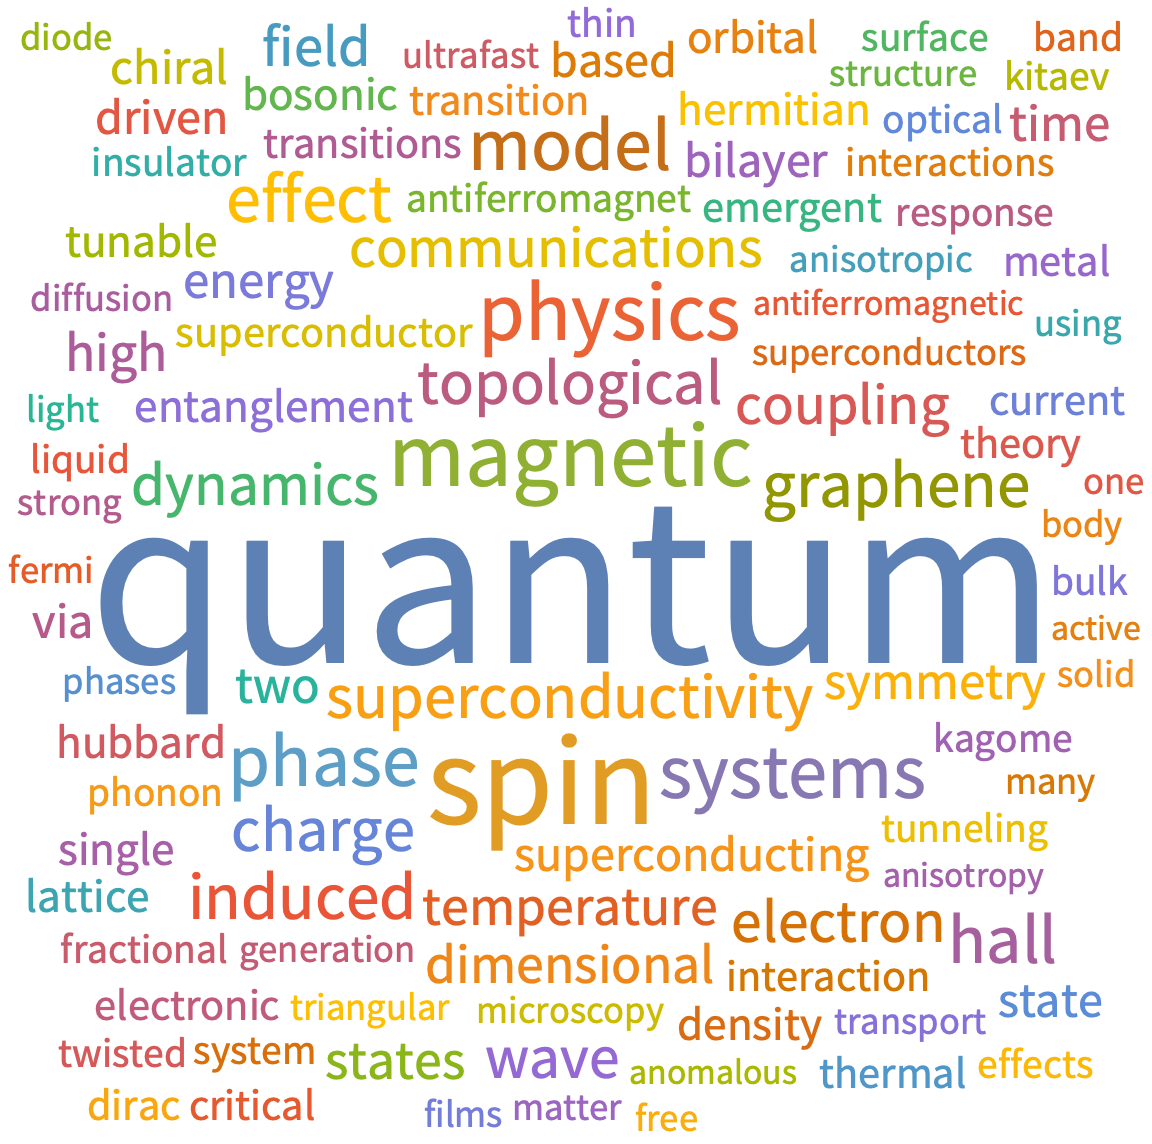 diode chiral field ultrafast thin based orbital surface band
structure kitaev
driven bosonic transition hermitian optical time
insulator transitions model bilayer interactions
effect antiferromagnet emergent response
tunable communications anisotropic metal
diffusion energy physics antiferromagnetic using
high superconductor superconductors
light entanglement topological coupling current
liquid dynamics magnetic graphene theory one
strong body
fermi quantum bulk
via active
phases two superconductivity symmetry solid
hubbard phase spin systems kagome
phonon many
single charge superconducting tunneling
lattice induced temperature electron anisotropy hall
fractional generation dimensional interaction
electronic triangular microscopy density transport state
twisted system states wave anomalous thermal effects
dirac critical films matter free